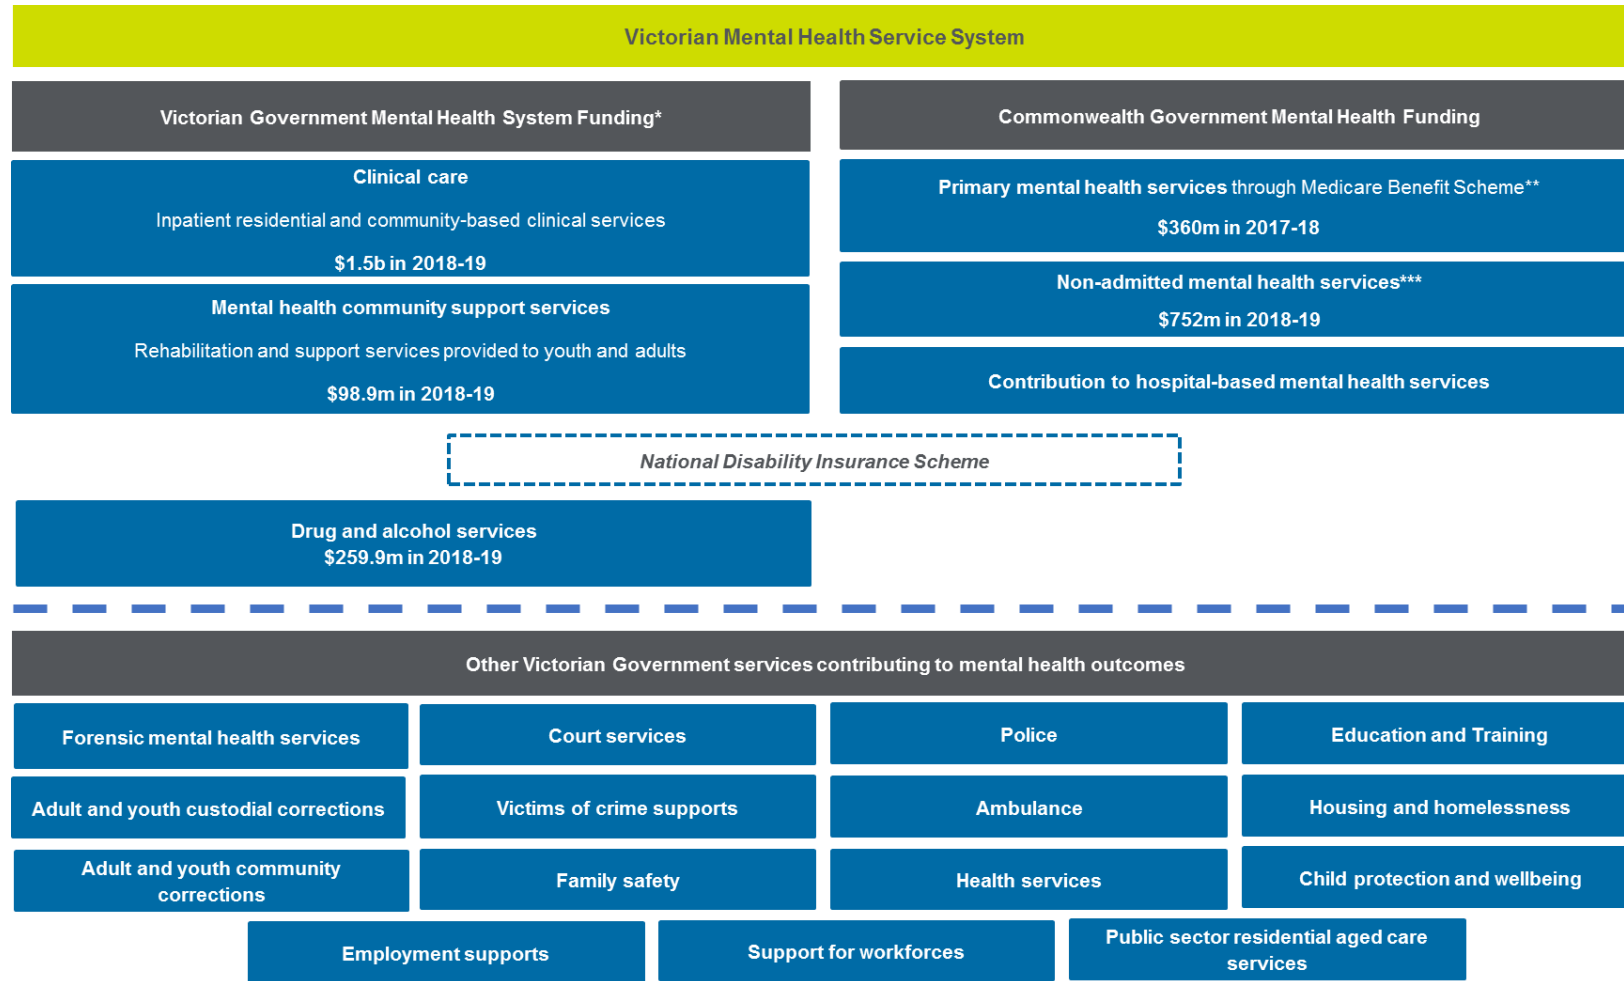 Victorian Mental Health Service System
Victorian Government Mental Health System Funding*
Clinical care
Inpatient residential and community-based clinical services
$1.5b in 2018-19
Mental health community support services
Rehabilitation and support services provided to youth and adults
$98.9m in 2018-19
Commonwealth Government Mental Health Funding
Primary mental health services through Medicare Benefit Scheme**
$360m in 2017-18
Non-admitted mental health services***
$752m in 2018-19
Contribution to hospital-based mental health services
National Disability Insurance Scheme
Drug and alcohol services
$259.9m in 2018-19
Other Victorian Government services contributing to mental health outcomes
Forensic mental health services
Court services
Police
Education and Training
Adult and youth custodial corrections
Victims of crime supports
Ambulance
Housing and homelessness
Adult and youth community
corrections
Family safety
Health services
Child protection and wellbeing
Employment supports
Support for workforces
Public sector residential aged care
services